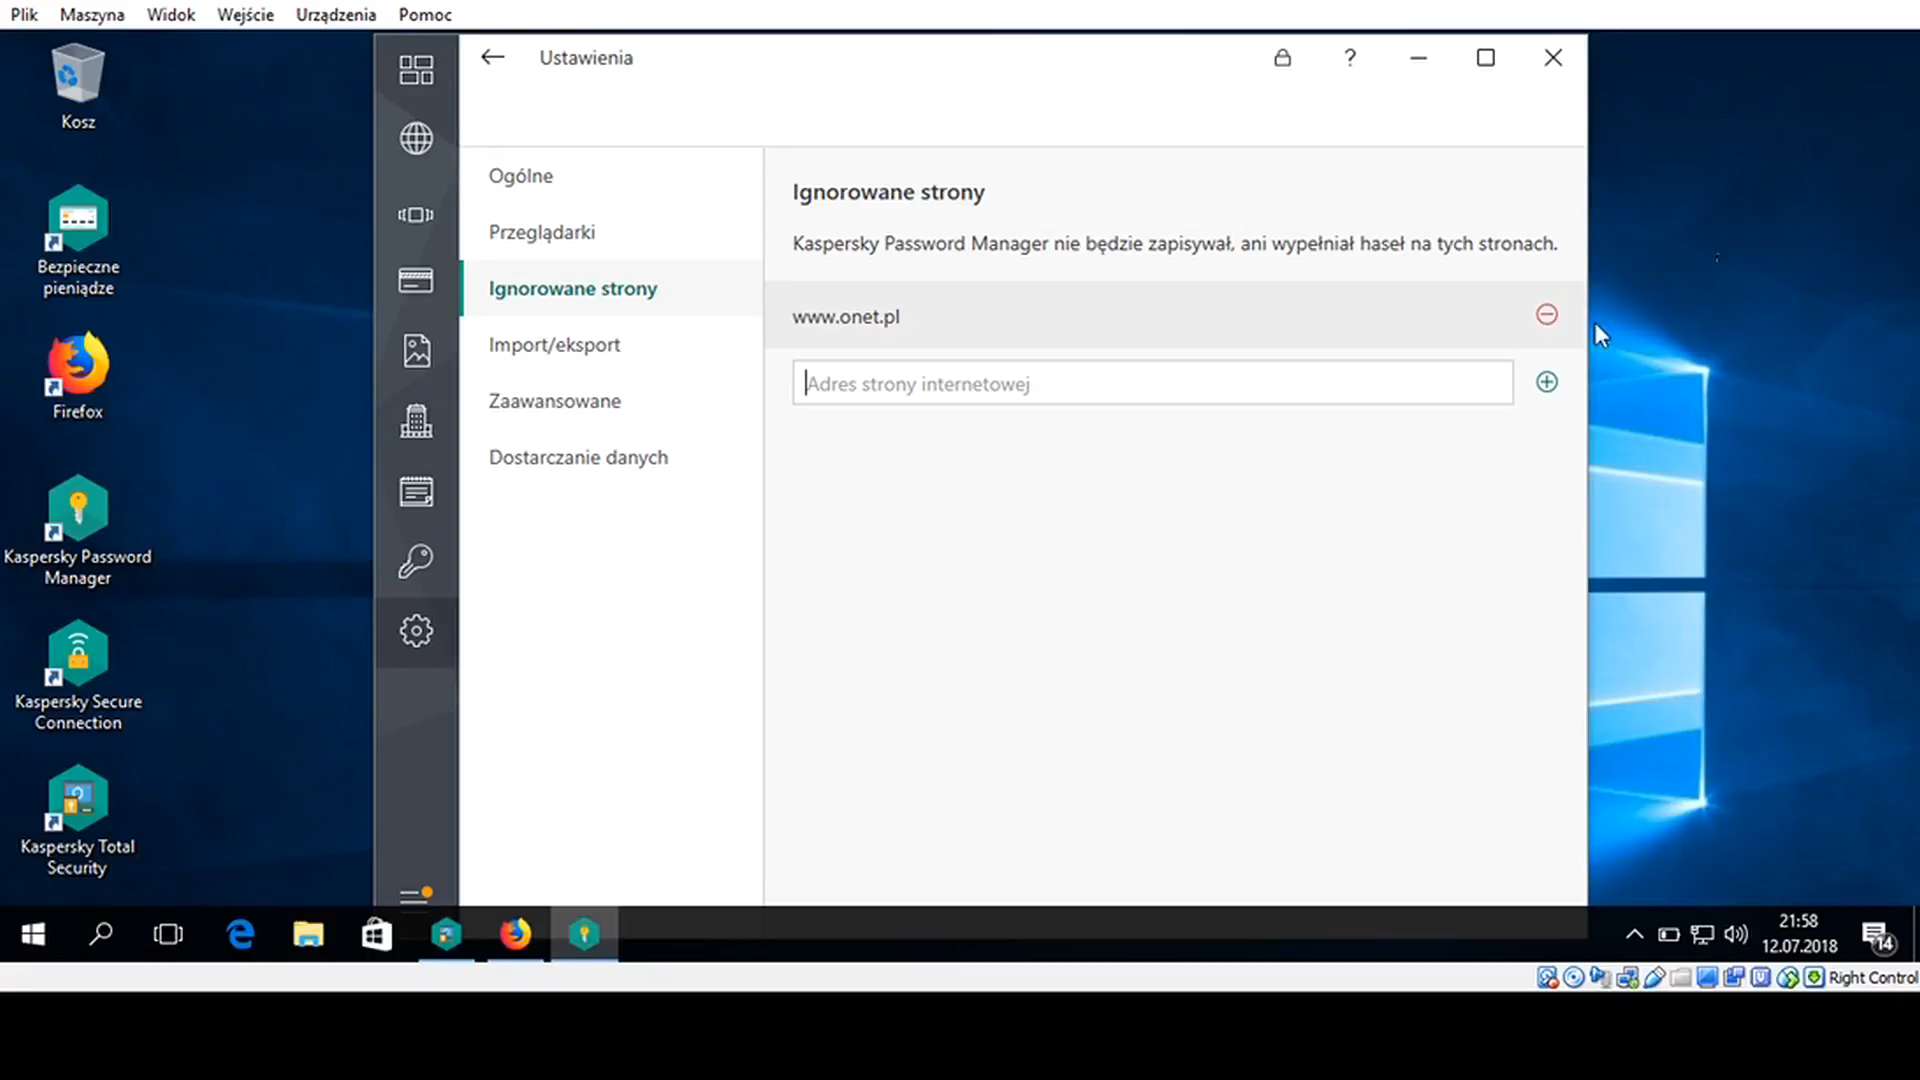 Plik Maszyna Widok Wejście Urządzenia Pomoc
Kosz
Bezpieczne
pieniądze
Firefox
Kaspersky Password
Manager
Kaspersky Secure
Connection
Kaspersky Total
Security
Ustawienia
?
Ogólne
Przeglądarki
Ignorowane strony
Import/eksport
Zaawansowane
Dostarczanie danych
Ignorowane strony
Kaspersky Password Manager nie będzie zapisywał, ani wypełniał haseł na tych stronach.
www.onet.pl
Adres strony internetowej
21:58
12.07.2018
14
Right Control